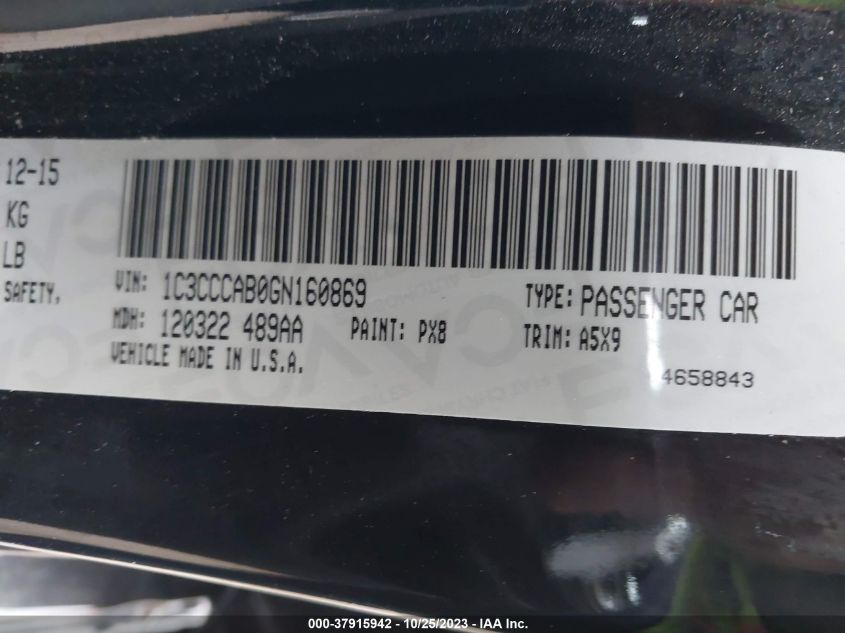 12-15
KG
LB
SAFETY.
VIN: 1C3CCCAB0GN160869
TYPE: PASSENGER CAR
MDH: 120322 489AA PAINT: PX8 TRIM: A5X9
VEHICLE MADE IN U.S.A.
4658843
000-37915942 - 10/25/2023 - IAA Inc.